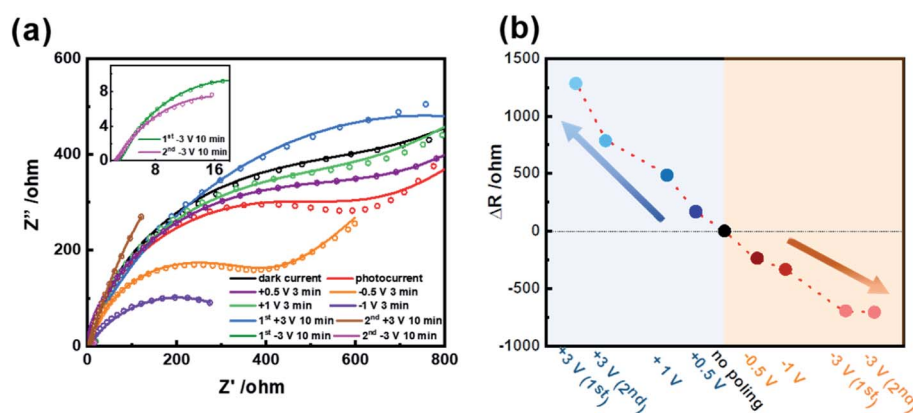 (a)
600
400
200
0
Z''/ohm
0
200
400
600
800
Z'/ohm
8
4
0
8
16
1st -3 V 10 min
2nd -3 V 10 min
dark current
photocurrent
+0.5 V 3 min
-0.5 V 3 min
+1 V 3 min
-1 V 3 min
1st +3 V 10 min
2nd +3 V 10 min
1st -3 V 10 min
2nd -3 V 10 min
(b)
1500
1000
500
0
-500
-1000
ΔR /ohm
+3 V (1st)
+3 V (2nd)
+1 V
+0.5 V
no poling
-0.5 V
-1 V
-3 V (1st)
-3 V (2nd)